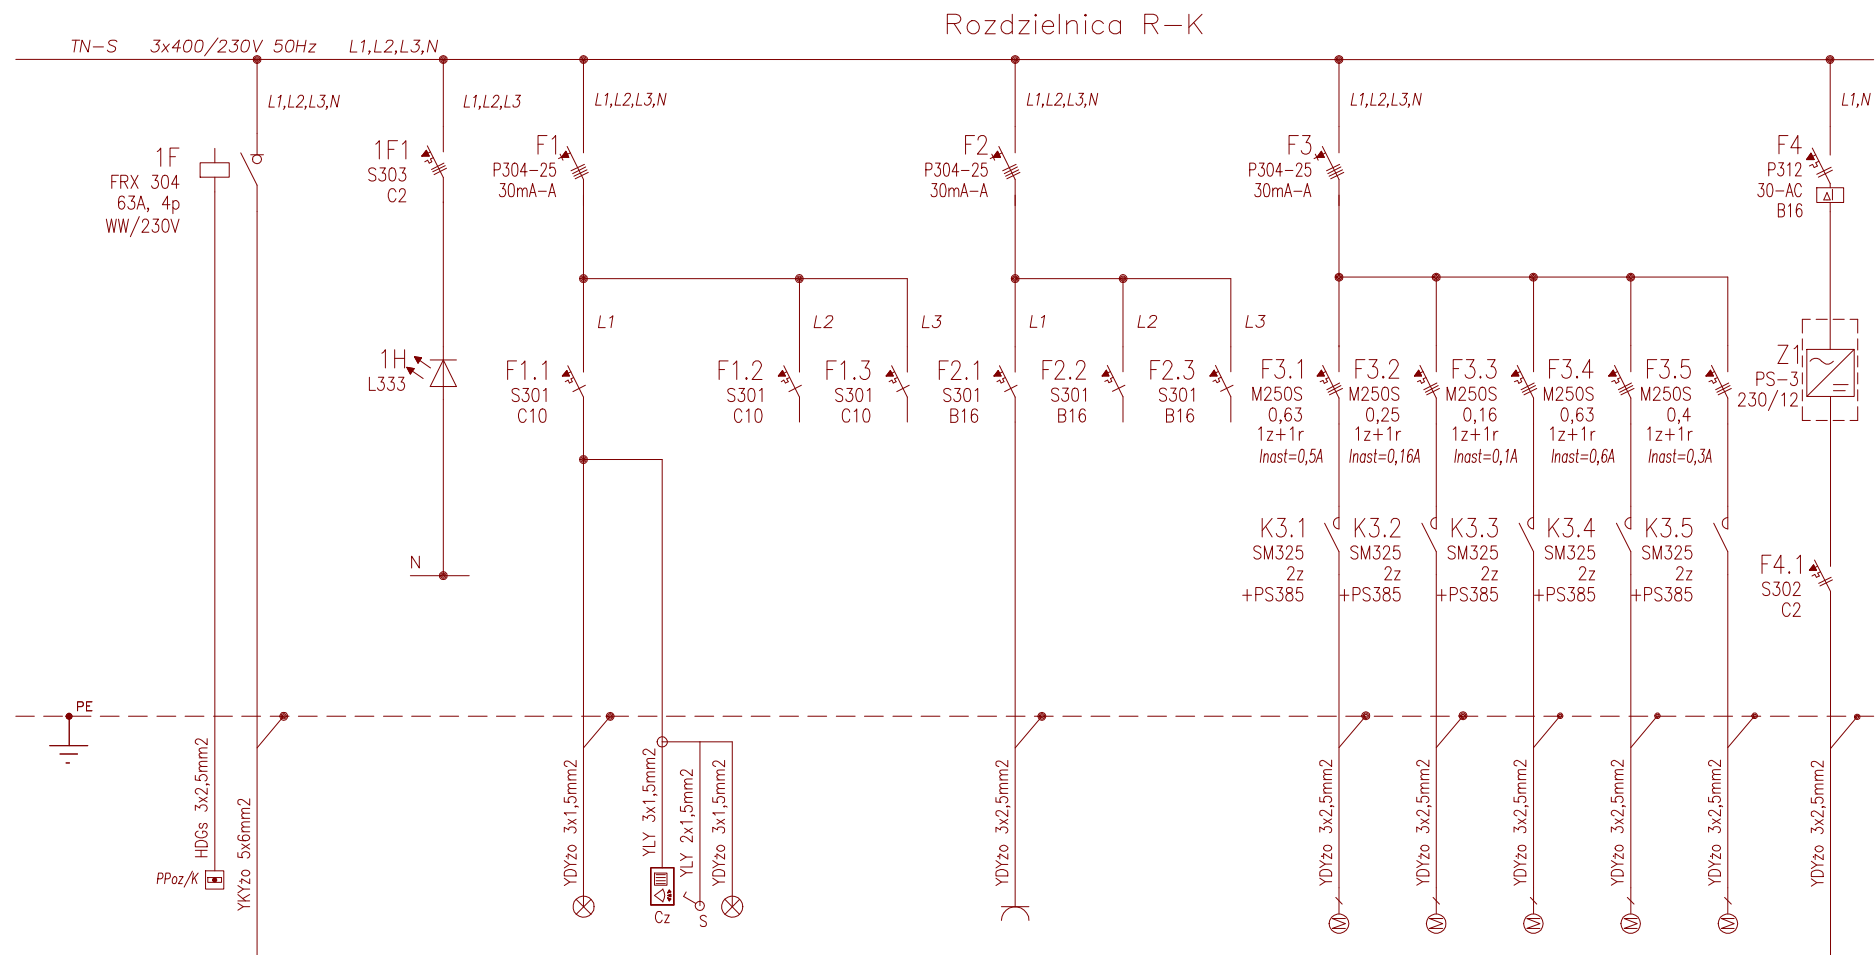 Rozdzielnica R-K
TN-S 3x400/230V 50Hz L1,L2,L3,N
L1,L2,L3,N
L1,L2,L3
L1,L2,L3,N
L1,L2,L3,N
L1,L2,L3,N
L1,N
1F
FRX 304
63A, 4p
WW/230V
1F1
S303
C2
F1
P304-25
30mA-A
F2
P304-25
30mA-A
F3
P304-25
30mA-A
F4
P312
30-AC
B16
L1
L2
L3
L1
L2
L3
1H
L333
F1.1
S301
C10
F1.2
S301
C10
F1.3
S301
C10
F2.1
S301
B16
F2.2
S301
B16
F2.3
S301
B16
F3.1
M250S
0,63
1z+1r
Inast=0,5A
F3.2
M250S
0,25
1z+1r
Inast=0,16A
F3.3
M250S
0,16
1z+1r
Inast=0,1A
F3.4
M250S
0,63
1z+1r
Inast=0,6A
F3.5
M250S
0,4
1z+1r
Inast=0,3A
Z1
PS-3
230/12
K3.1
SM325
2z
+PS385
K3.2
SM325
2z
+PS385
K3.3
SM325
2z
+PS385
K3.4
SM325
2z
+PS385
K3.5
SM325
2z
+PS385
F4.1
S302
C2
N
PE
HDGs 3x2,5mm2
YKYżo 5x6mm2
YDYżo 3x1,5mm2
YLY 3x1,5mm2
YLY 2x1,5mm2
YDYżo 3x1,5mm2
YDYżo 3x2,5mm2
YDYżo 3x2,5mm2
YDYżo 3x2,5mm2
YDYżo 3x2,5mm2
YDYżo 3x2,5mm2
YDYżo 3x2,5mm2
YDYżo 3x2,5mm2
PPoz/K
Cz
S
M
M
M
M
M